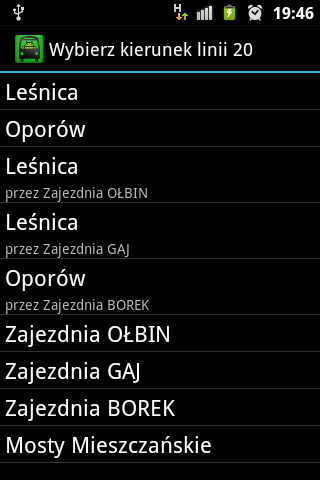 H 19:46
Wybierz kierunek linii 20
Leśnica
Oporów
Leśnica
przez Zajezdnia OŁBIN
Leśnica
przez Zajezdnia GAJ
Oporów
przez Zajezdnia BOREK
Zajezdnia OŁBIN
Zajezdnia GAJ
Zajezdnia BOREK
Mosty Mieszczańskie